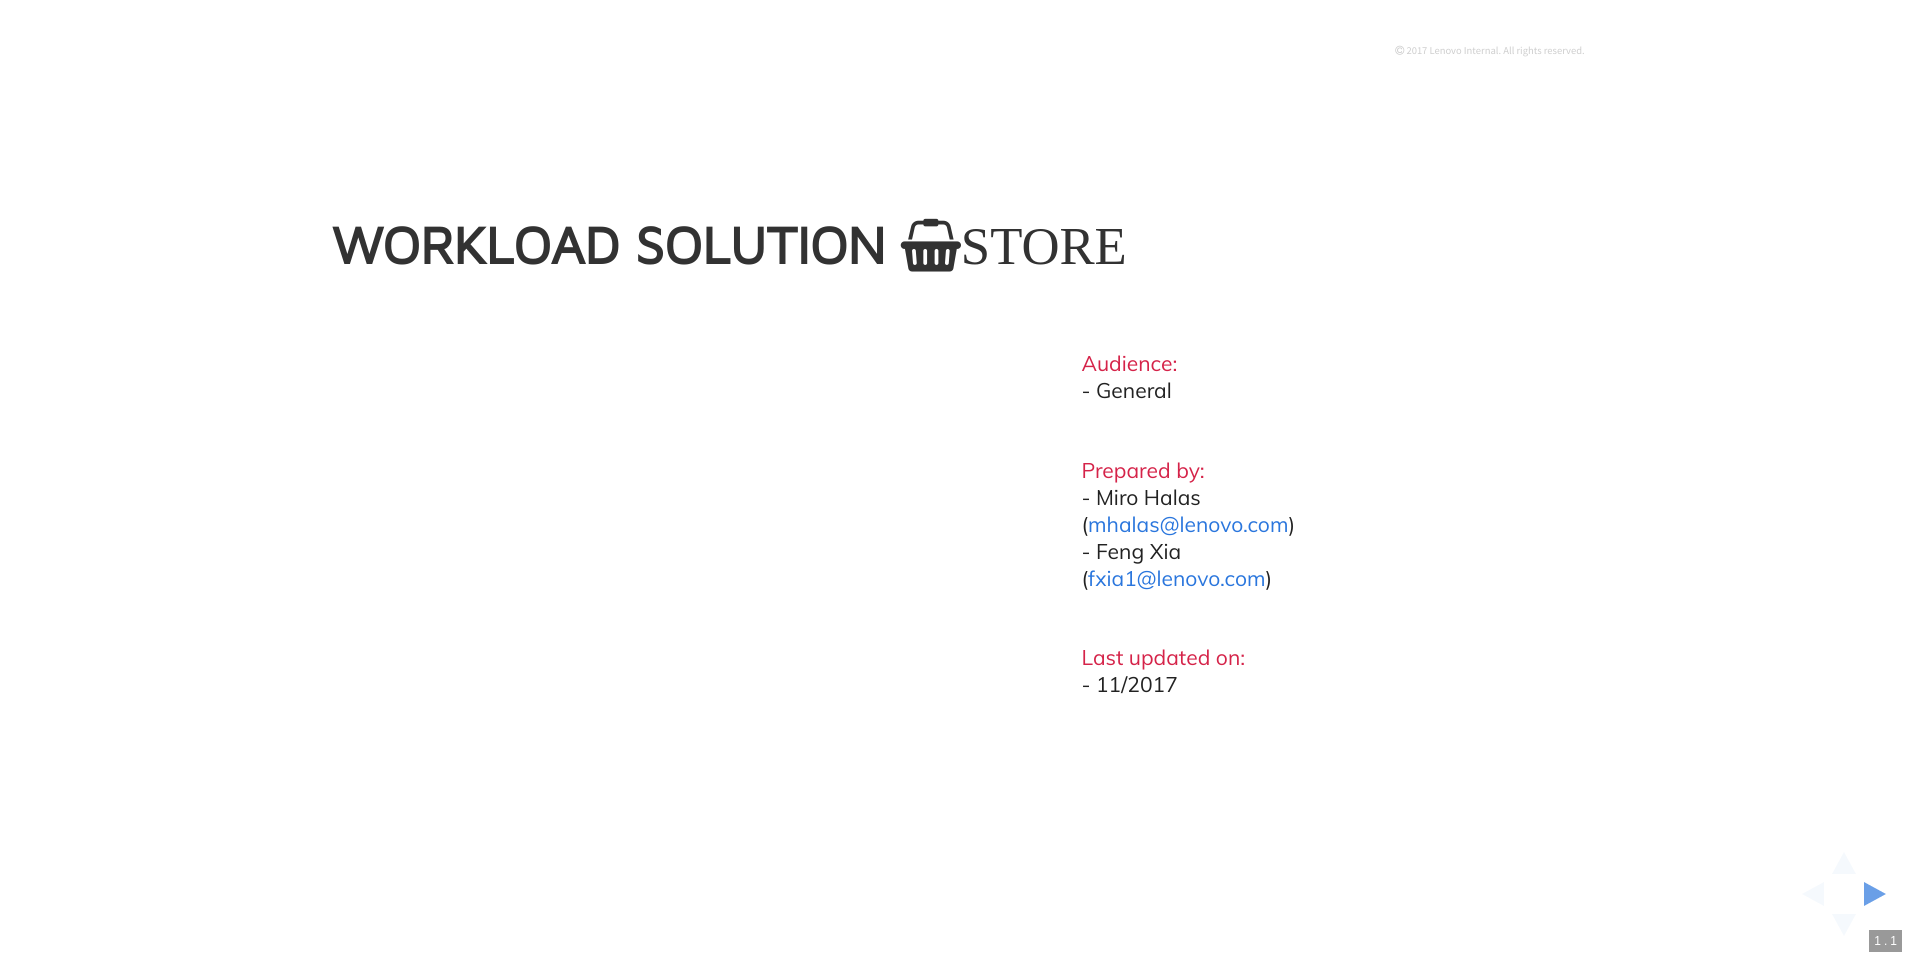 © 2017 Lenovo Internal. All rights reserved.
WORKLOAD SOLUTION STORE
Audience:
- General
Prepared by:
- Miro Halas
(mhalas@lenovo.com)
- Feng Xia
(fxia1@lenovo.com)
Last updated on:
- 11/2017
1 . 1